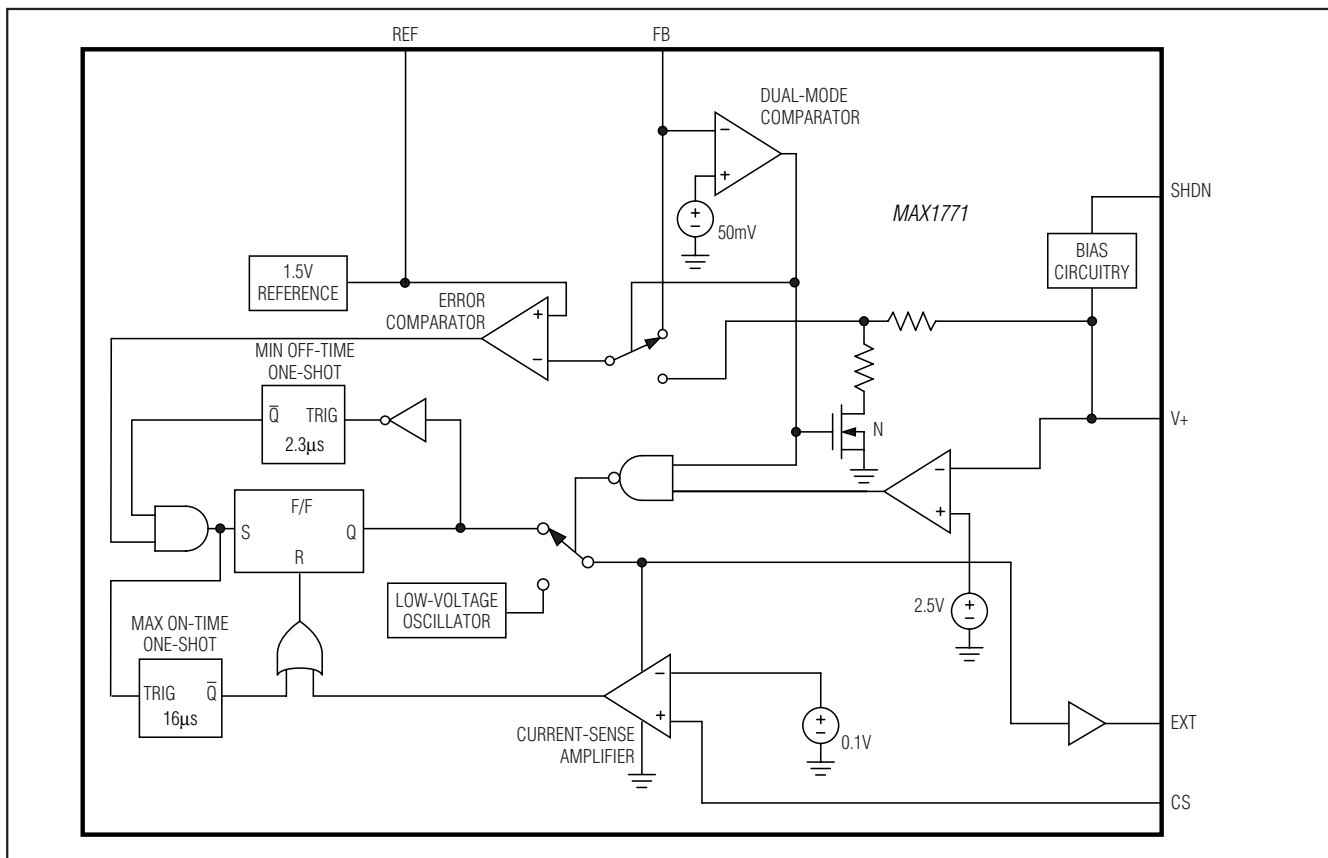 REF
FB
DUAL-MODE
COMPARATOR
−
+
+
−
50mV
MAX1771
SHDN
BIAS
CIRCUITRY
1.5V
REFERENCE
ERROR
COMPARATOR
+
−
MIN OFF-TIME
ONE-SHOT
Q̅ TRIG
2.3µs
N
V+
−
+
F/F
S Q
R
LOW-VOLTAGE
OSCILLATOR
2.5V
+
−
MAX ON-TIME
ONE-SHOT
TRIG Q̅
16µs
−
+
CURRENT-SENSE
AMPLIFIER
+
−
0.1V
EXT
CS